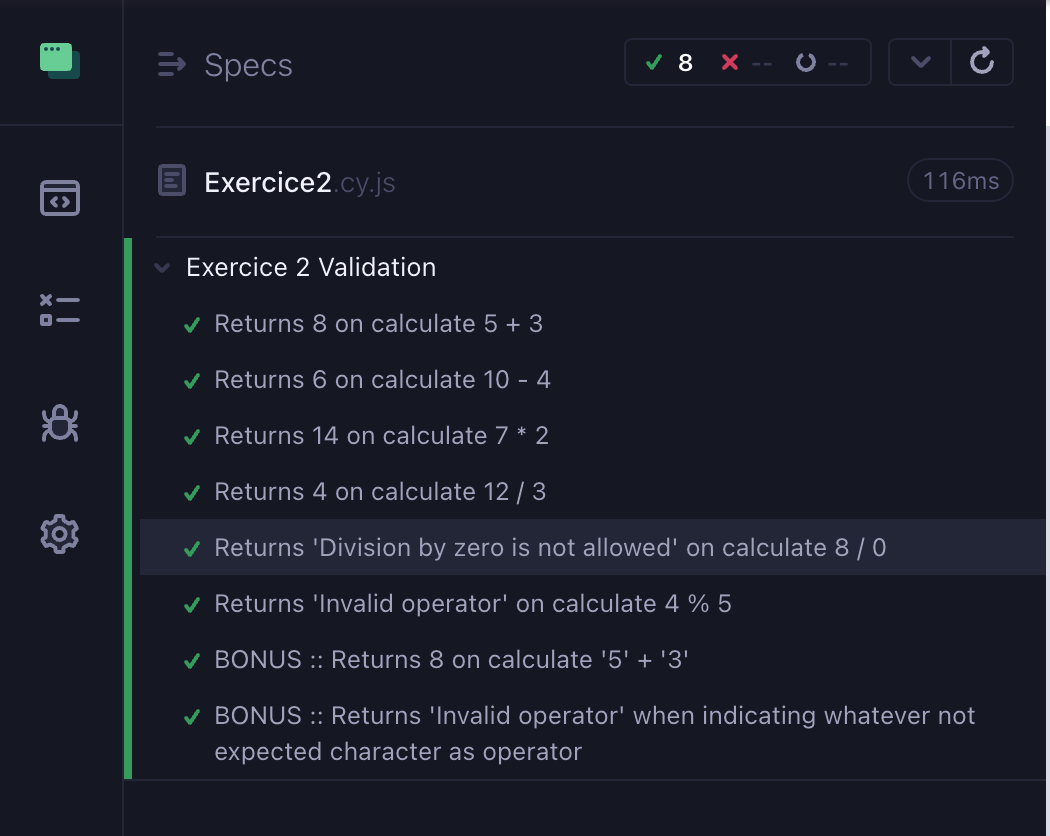 Specs
✓ 8 ✗ -- --
Exercice2.cy.js
116ms
Exercice 2 Validation
Returns 8 on calculate 5 + 3
Returns 6 on calculate 10 - 4
Returns 14 on calculate 7 * 2
Returns 4 on calculate 12 / 3
Returns 'Division by zero is not allowed' on calculate 8 / 0
Returns 'Invalid operator' on calculate 4 % 5
BONUS :: Returns 8 on calculate '5' + '3'
BONUS :: Returns 'Invalid operator' when indicating whatever not
expected character as operator